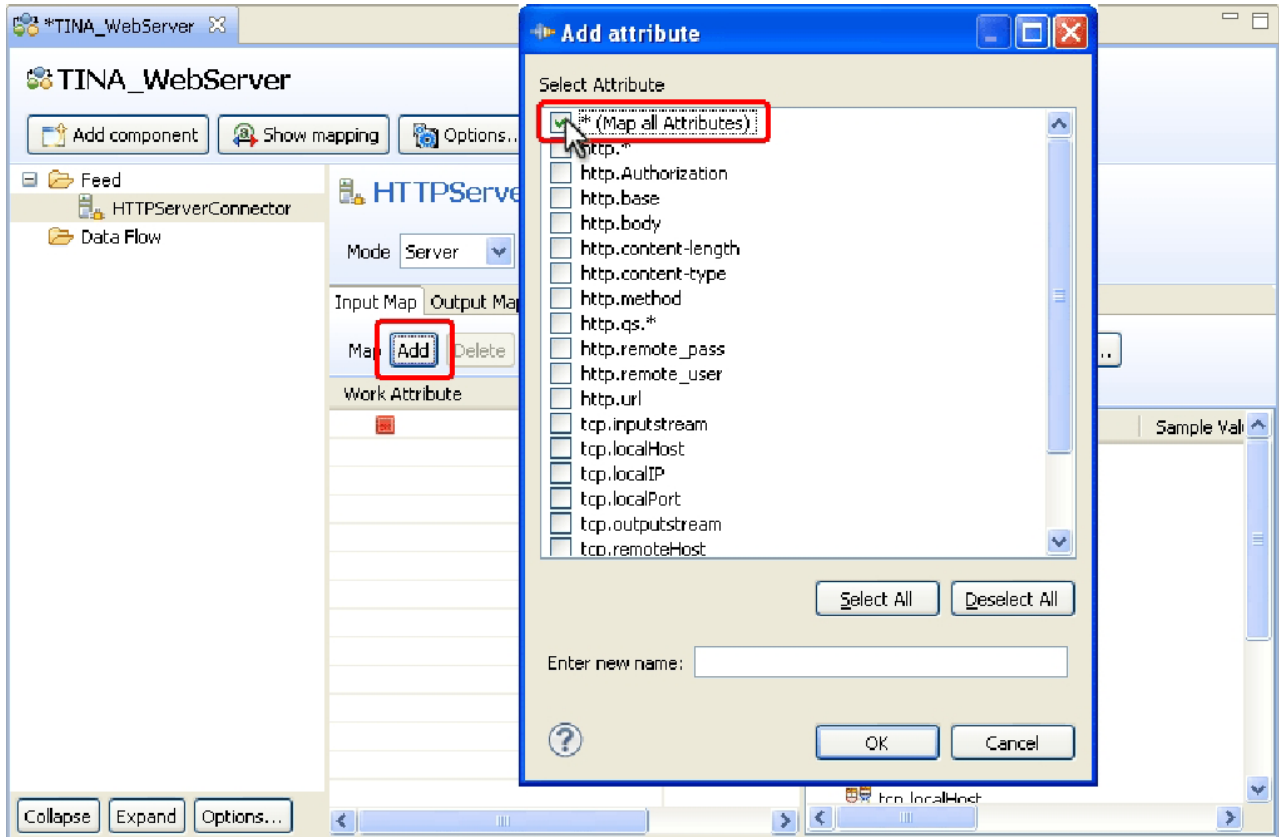 *TINA_WebServer
TINA_WebServer
Add component
Show mapping
Options...
Feed
HTTPServerConnector
Data Flow
HTTPServe
Mode
Server
Input Map
Output Map
Map
Add
Delete
Work Attribute
Add attribute
Select Attribute
* (Map all Attributes)
http.*
http.Authorization
http.base
http.body
http.content-length
http.content-type
http.method
http.qs.*
http.remote_pass
http.remote_user
http.url
tcp.inputstream
tcp.localHost
tcp.localIP
tcp.localPort
tcp.outputstream
tcp.remoteHost
Select All
Deselect All
Enter new name:
OK
Cancel
..
Sample Val
tcp.localHost
Collapse
Expand
Options...